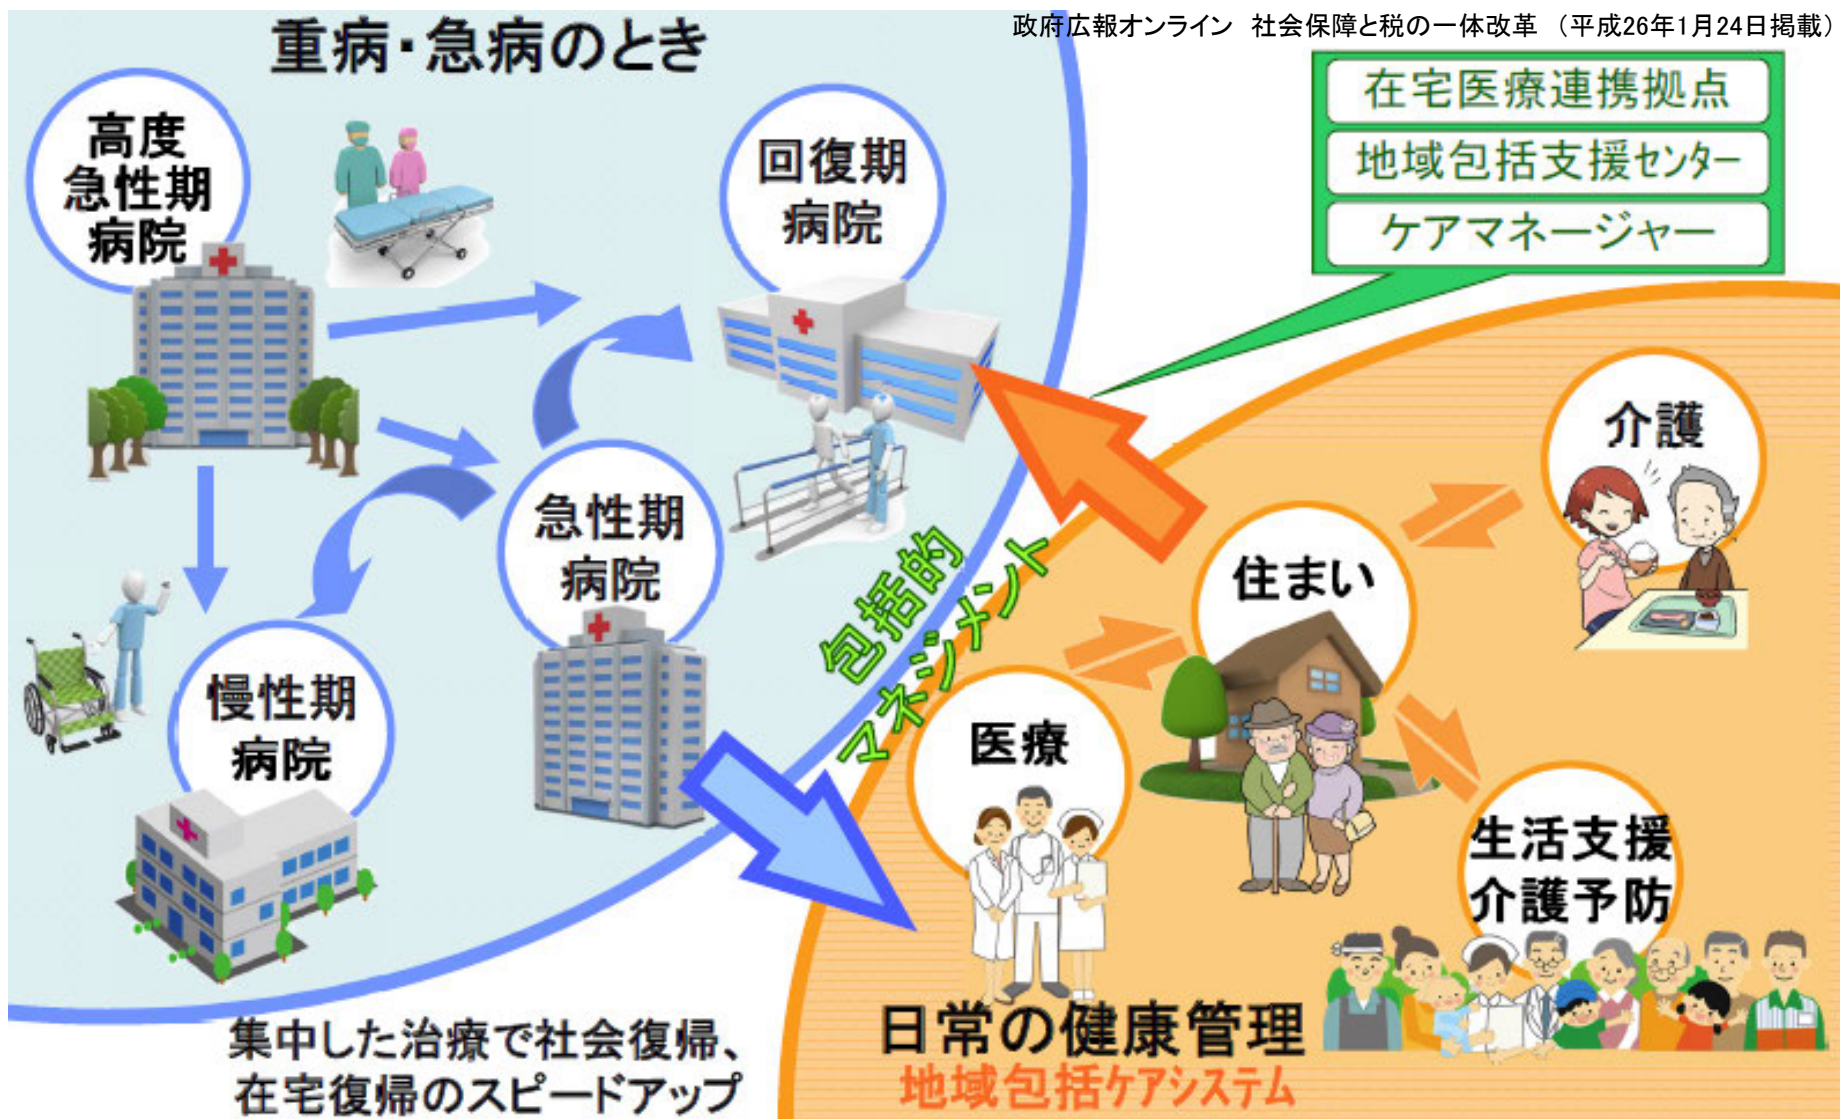 政府広報オンライン 社会保障と税の一体改革 （平成26年1月24日掲載）
重病・急病のとき
高度
急性期
病院
回復期
病院
急性期
病院
慢性期
病院
集中した治療で社会復帰、
在宅復帰のスピードアップ
包括的
マネジメント
在宅医療連携拠点
地域包括支援センター
ケアマネージャー
介護
住まい
医療
生活支援
介護予防
日常の健康管理
地域包括ケアシステム